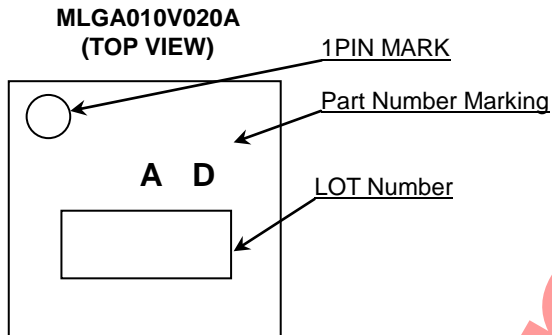 MLGA010V020A
(TOP VIEW)
1PIN MARK
Part Number Marking
A D
LOT Number